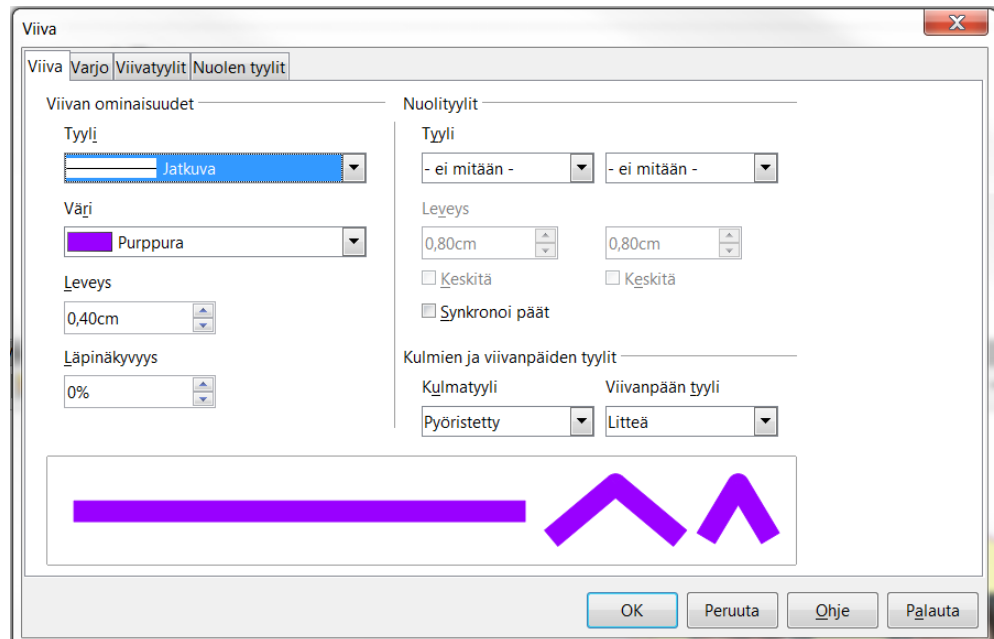 Viiva
Viiva Varjo Viivatyylit Nuolen tyylit
Viivan ominaisuudet
Tyyli
Jatkuva
Väri
Purppura
Leveys
0,40cm
Läpinäkyvyys
0%
Nuolityylit
Tyyli
- ei mitään - - ei mitään -
Leveys
0,80cm 0,80cm
Keskitä Keskitä
Synkronoi päät
Kulmien ja viivanpäiden tyylit
Kulmatyyli Viivanpään tyyli
Pyöristetty Litteä
OK Peruuta Ohje Palauta